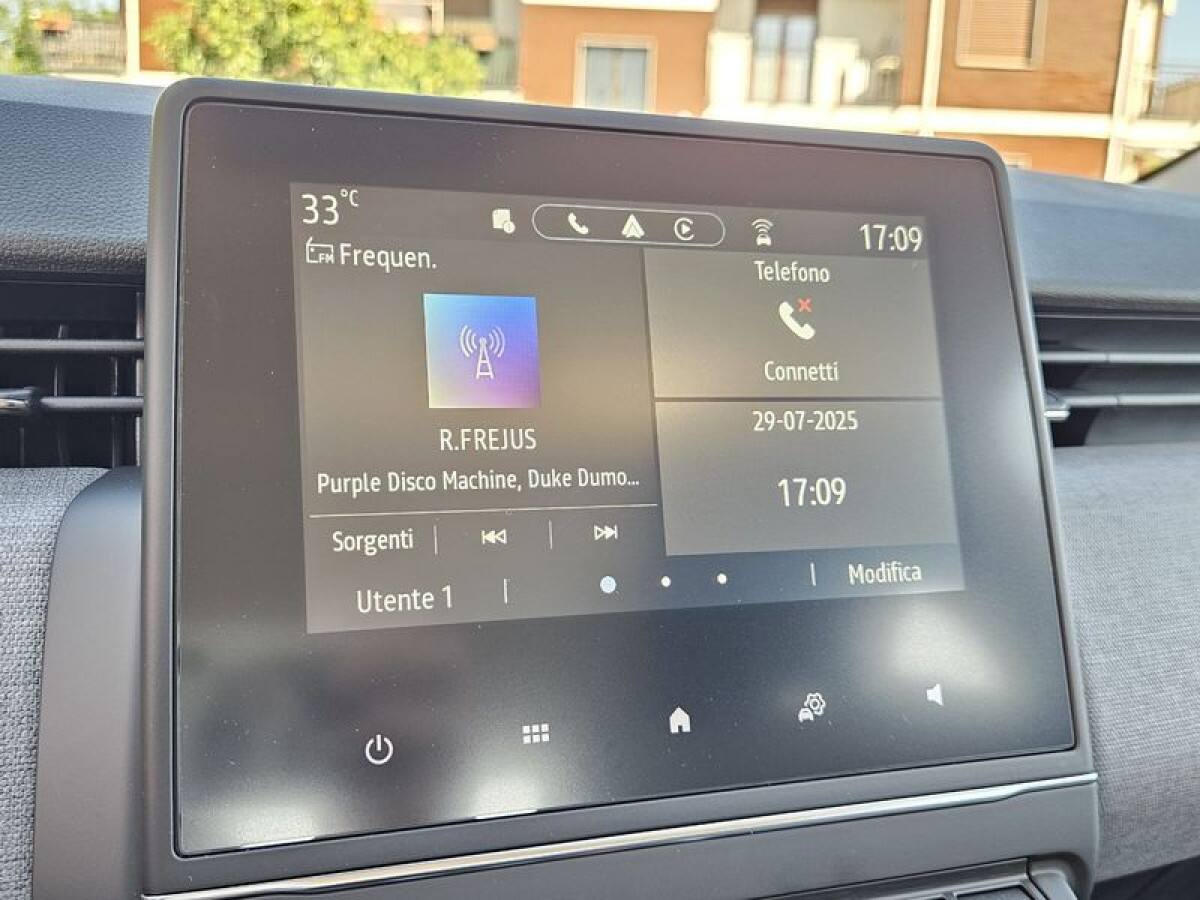 33°C
17:09
FM Frequen.
R.FREJUS
Purple Disco Machine, Duke Dumo...
Sorgenti
Utente 1
Telefono
Connetti
29-07-2025
17:09
Modifica